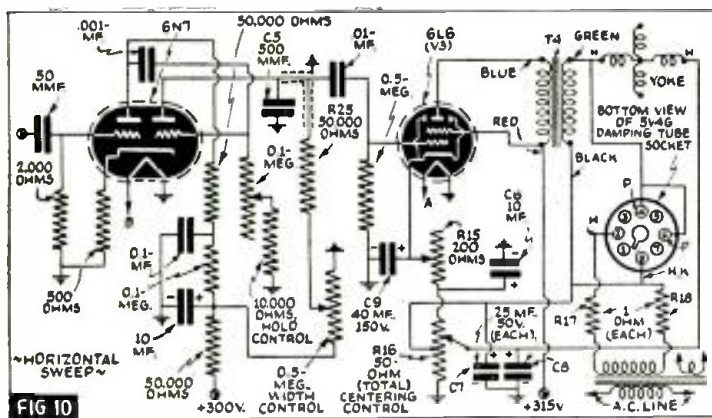 .001-
MF.
6N7
50,000 OHMS
C5
500
MMF.
.01-
MF.
6L6
(V3)
T4
GREEN
H
H
YOKE
50
MMF.
0.5-
MEG.
BLUE
BOTTOM VIEW
OF 5V4G
DAMPING TUBE
SOCKET
R25
50,000
OHMS
RED
BLACK
2,000
OHMS
0.1-
MEG.
B
A
C6
10
MF.
P
P
H
H.K
3
5
2
1
7
500 OHMS
0.1-
MF.
0.1-
MEG.
10
MF.
10,000
OHMS,
HOLD
CONTROL
R15
200
OHMS
C9
40 MF.
150V.
R17
1
OHM
(EACH)
R18
25 MF.
50V.
(EACH)
~HORIZONTAL
SWEEP~
50,000
OHMS
+300V.
0.5-
MEG.
WIDTH
CONTROL
R16
50-
OHM
(TOTAL)
CENTERING
CONTROL
C7
C8
+315V.
A.C. LINE
FIG 10